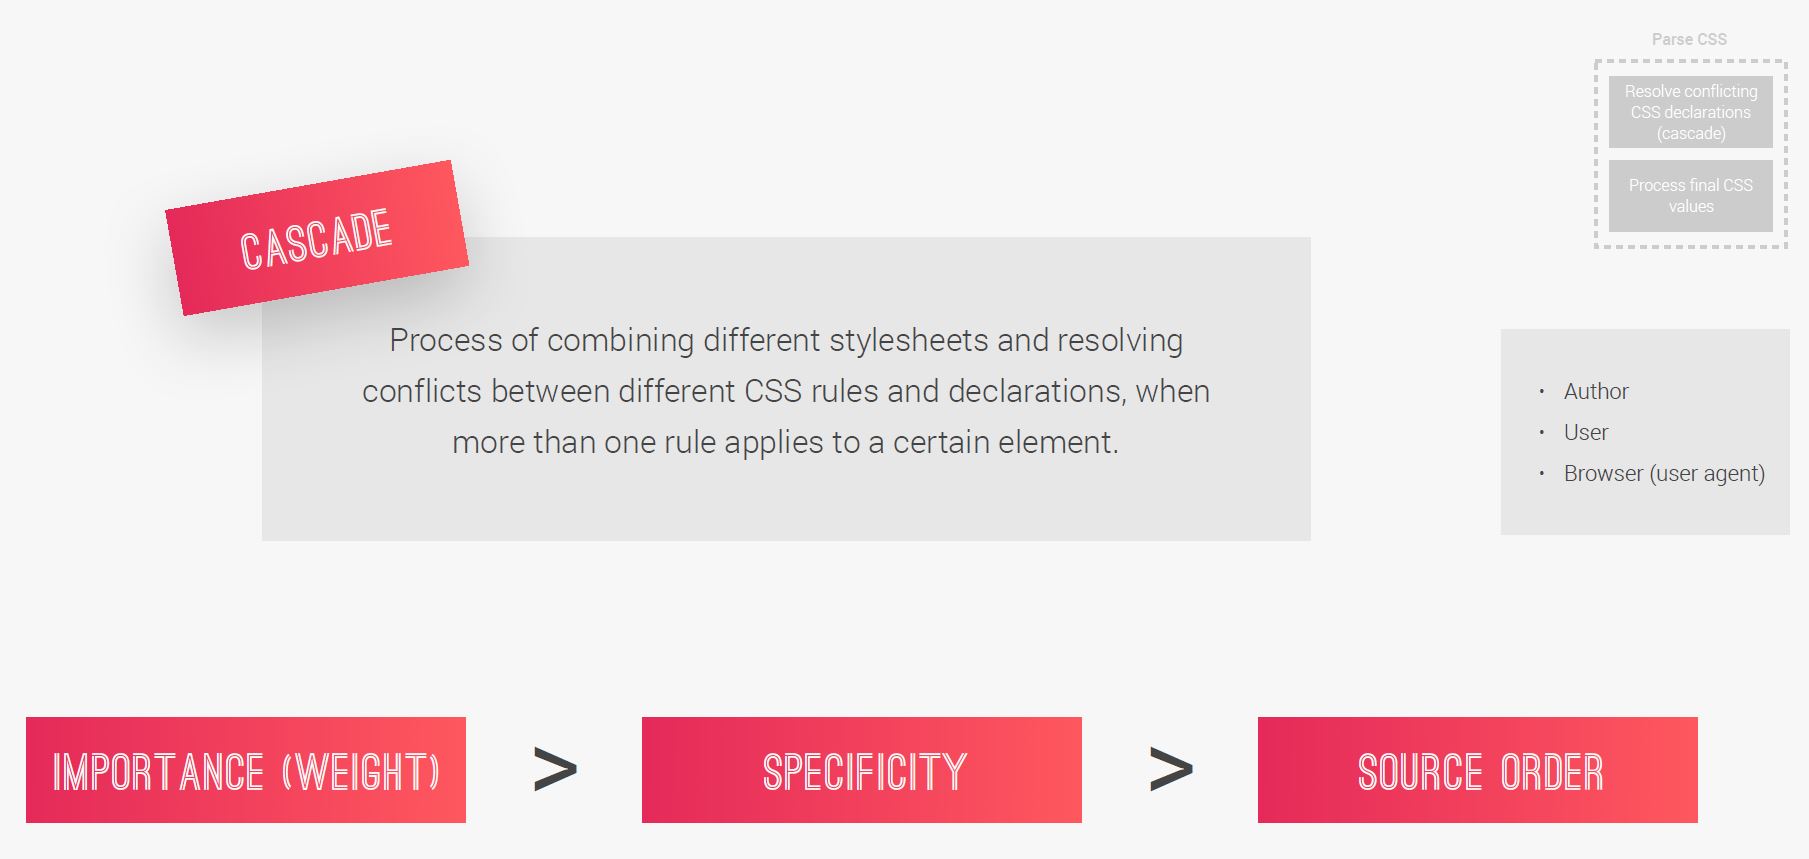 Parse CSS
Resolve conflicting
CSS declarations
(cascade)
Process final CSS
values
CASCADE
Process of combining different stylesheets and resolving
conflicts between different CSS rules and declarations, when
more than one rule applies to a certain element.
• Author
• User
• Browser (user agent)
IMPORTANCE (WEIGHT) > SPECIFICITY > SOURCE ORDER